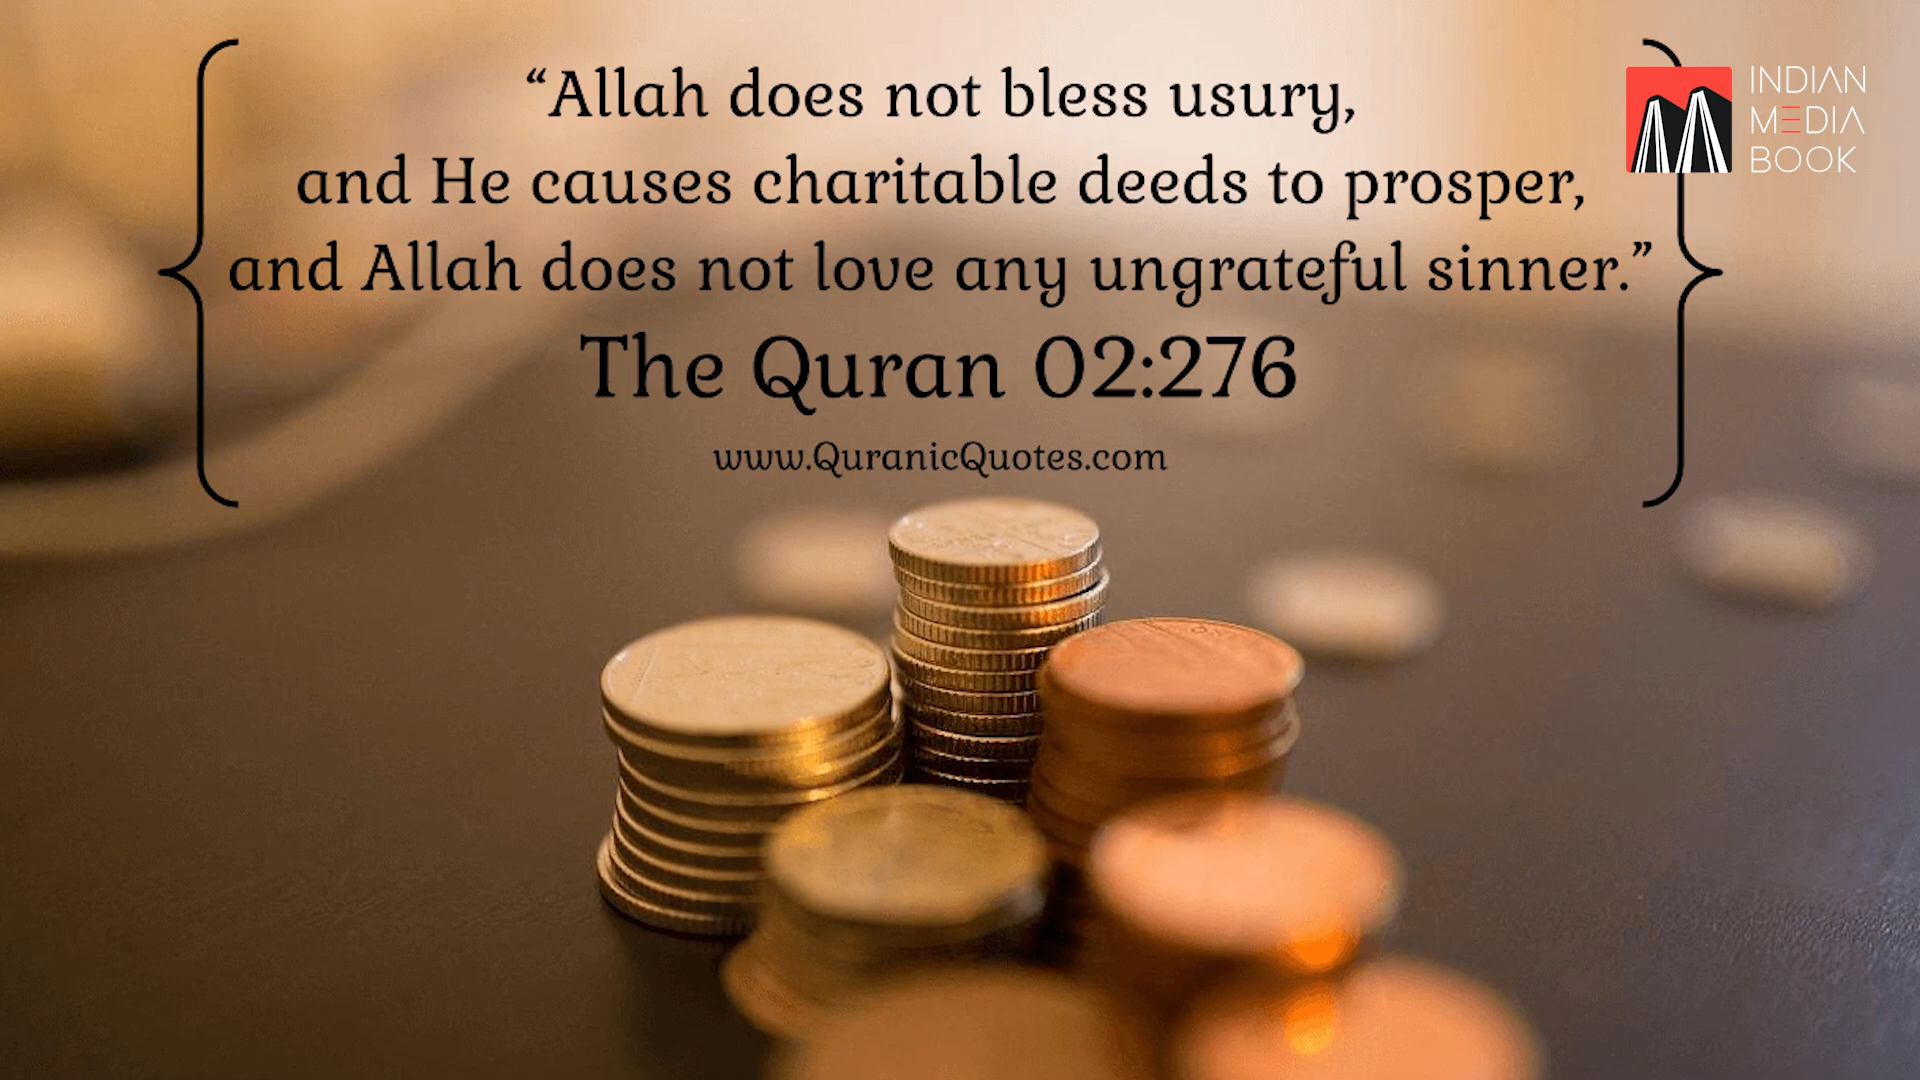 “Allah does not bless usury,
and He causes charitable deeds to prosper,
and Allah does not love any ungrateful sinner.”
The Quran 02:276
www.QuranicQuotes.com
INDIAN
MEDIA
BOOK